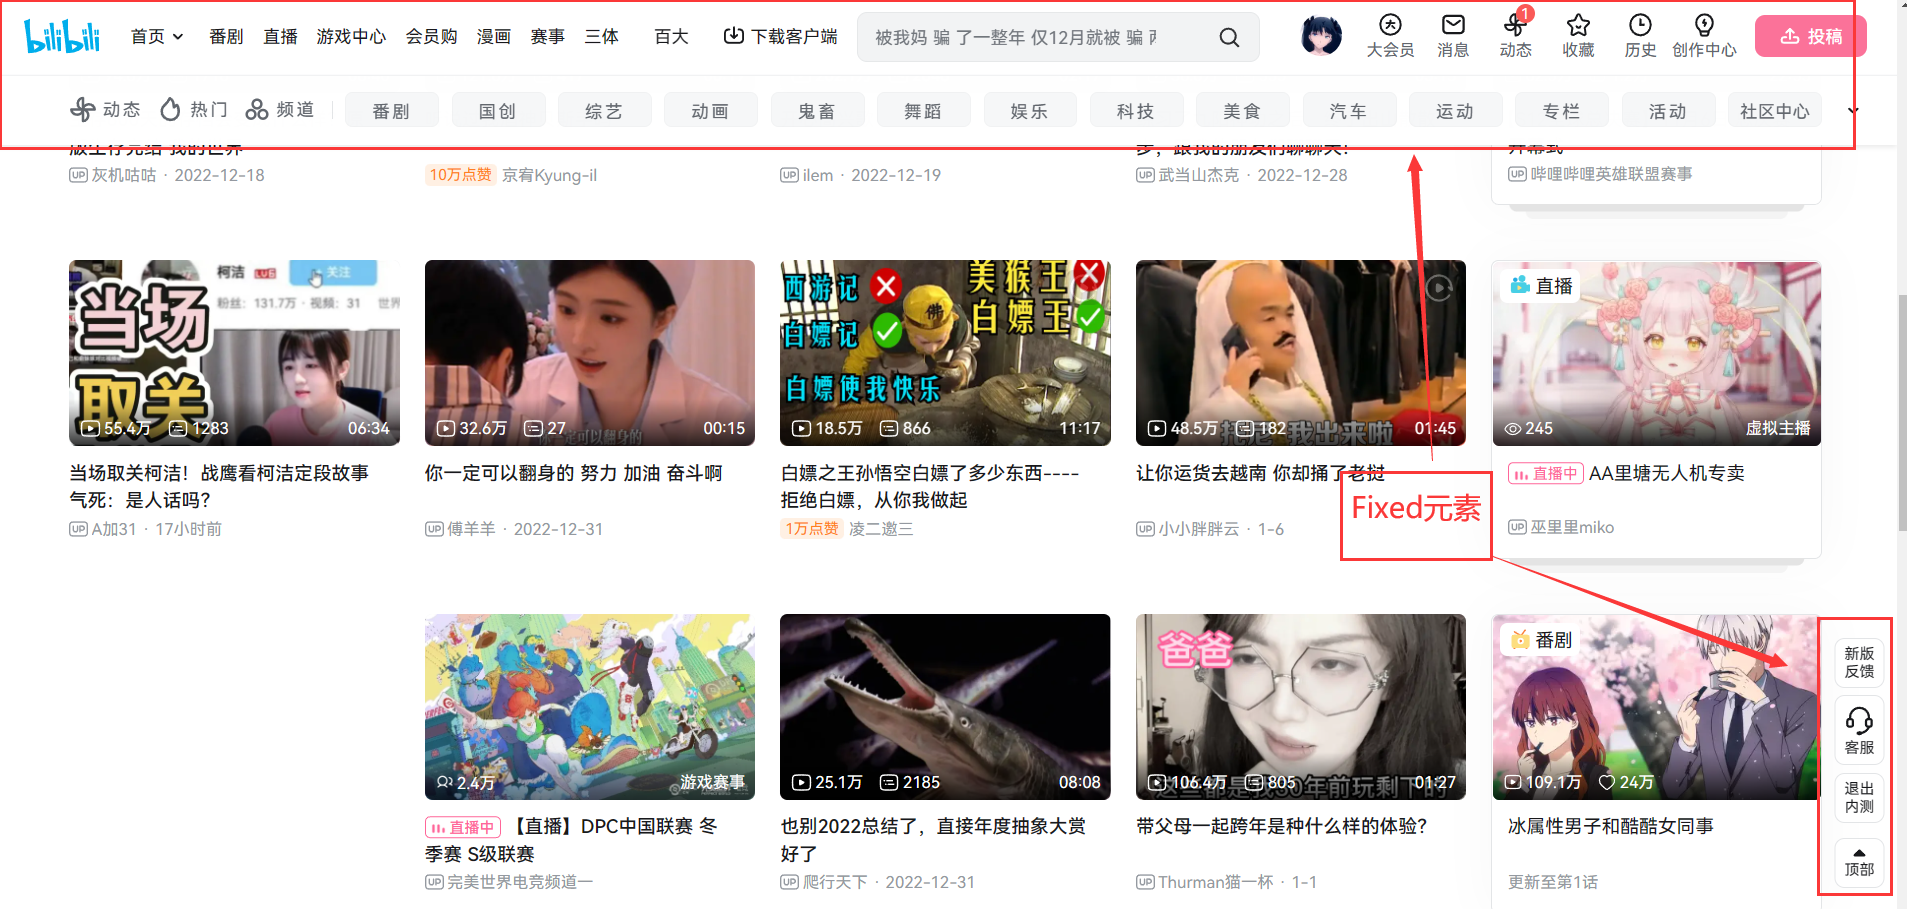 bilibili
首页 番剧 直播 游戏中心 会员购 漫画 赛事 三体 百大 下载客户端
被我妈 骗 了一整年 仅12月就被 骗
大会员 消息 1 动态 收藏 历史 创作中心 投稿
动态 热门 频道 番剧 国创 综艺 动画 鬼畜 舞蹈 娱乐 科技 美食 汽车 运动 专栏 活动 社区中心
UP 灰机咕咕 · 2022-12-18
10万点赞 京宥Kyung-il
UP ilem · 2022-12-19
步，跟我的朋友们聊聊天！
UP 武当山杰克 · 2022-12-28
UP 哔哩哔哩英雄联盟赛事
柯洁 LV6 关注
粉丝：131.7万 · 视频：31 世界
当场
取关
55.4万 1283 06:34
当场取关柯洁！战鹰看柯洁定段故事
气死：是人话吗？
UP A加31 · 17小时前
你一定可以翻身的
32.6万 27 00:15
你一定可以翻身的 努力 加油 奋斗啊
UP 傅羊羊 · 2022-12-31
西游记
白嫖记
佛
美猴王
白嫖王
白嫖使我快乐
18.5万 866 11:17
白嫖之王孙悟空白嫖了多少东西----
拒绝白嫖，从你我做起
1万点赞 凌二邀三
48.5万 182 01:45
让你运货去越南 你却捅了老挝
UP 小小胖胖云 · 1-6
直播
245 虚拟主播
直播中 AA里塘无人机专卖
UP 巫里里miko
Fixed元素
2.4万 游戏赛事
直播中 【直播】DPC中国联赛 冬
季赛 S级联赛
UP 完美世界电竞频道一
25.1万 2185 08:08
也别2022总结了，直接年度抽象大赏
好了
UP 爬行天下 · 2022-12-31
爸爸
106.4万 805 01:27
带父母一起跨年是种什么样的体验？
UP Thurman猫一杯 · 1-1
番剧
109.1万 24万
冰属性男子和酷酷女同事
更新至第1话
新版
反馈
客服
退出
内测
顶部